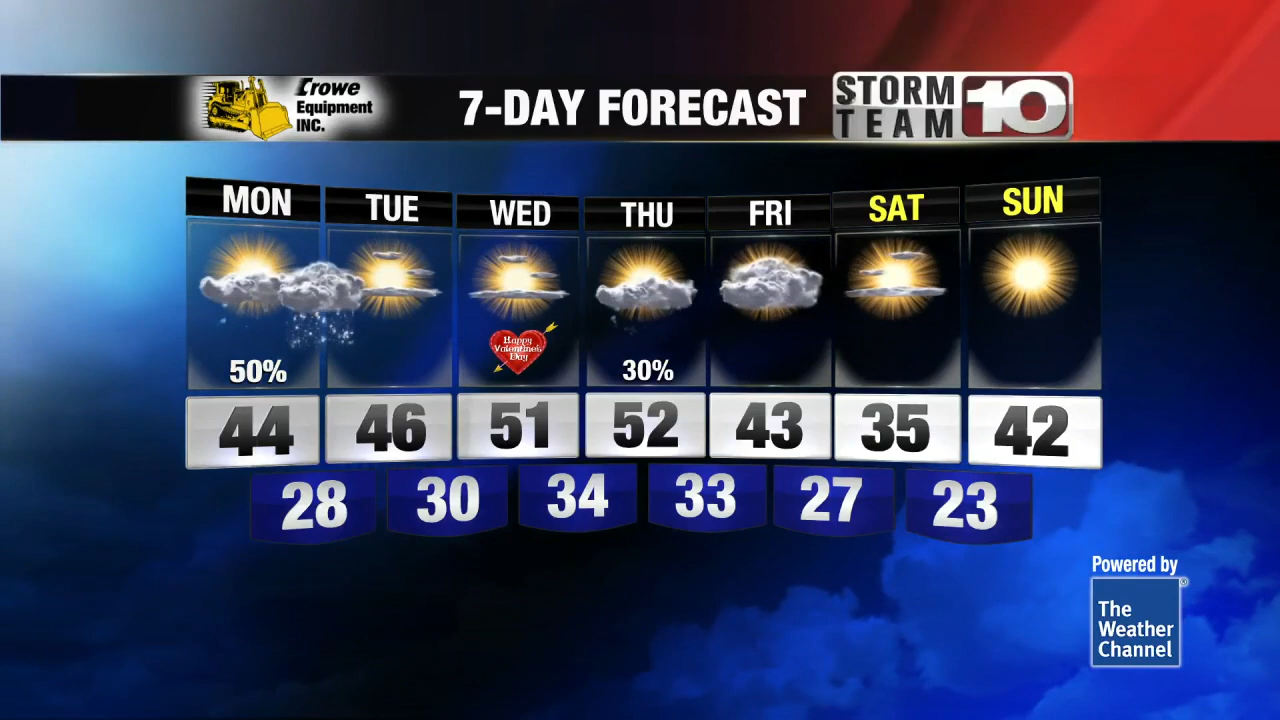 Crowe
Equipment
INC.
7-DAY FORECAST
STORM
TEAM
10
MON TUE WED THU FRI SAT SUN
Happy
Valentine's
Day
50% 30%
44 46 51 52 43 35 42
28 30 34 33 27 23
Powered by
The
Weather
Channel
®